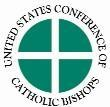 UNITED STATES CONFERENCE OF
CATHOLIC BISHOPS